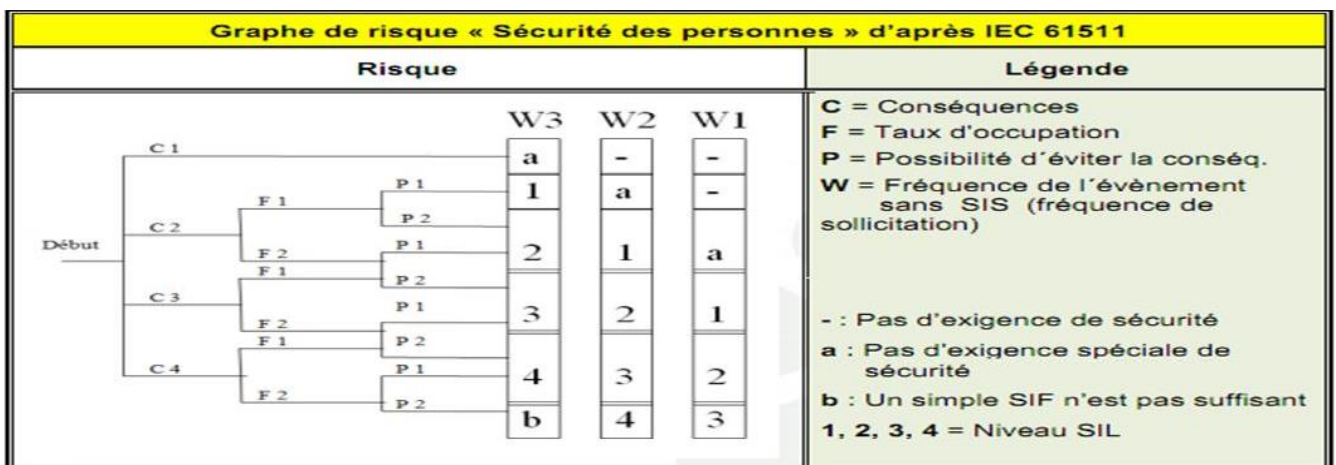 Graphe de risque « Sécurité des personnes » d'après IEC 61511
Risque
Légende
W3 W2 W1
C 1
a - -
P 1
1 a -
F 1
P 2
C 2
Début
F 2
P 1
2 1 a
F 1
P 2
C 3
P 1
3 2 1
F 2
F 1
P 2
C 4
P 1
4 3 2
F 2
P 2
b 4 3
C = Conséquences
F = Taux d'occupation
P = Possibilité d´éviter la conséq.
W = Fréquence de l´évènement
sans SIS (fréquence de
sollicitation)
- : Pas d'exigence de sécurité
a : Pas d'exigence spéciale de
sécurité
b : Un simple SIF n'est pas suffisant
1, 2, 3, 4 = Niveau SIL